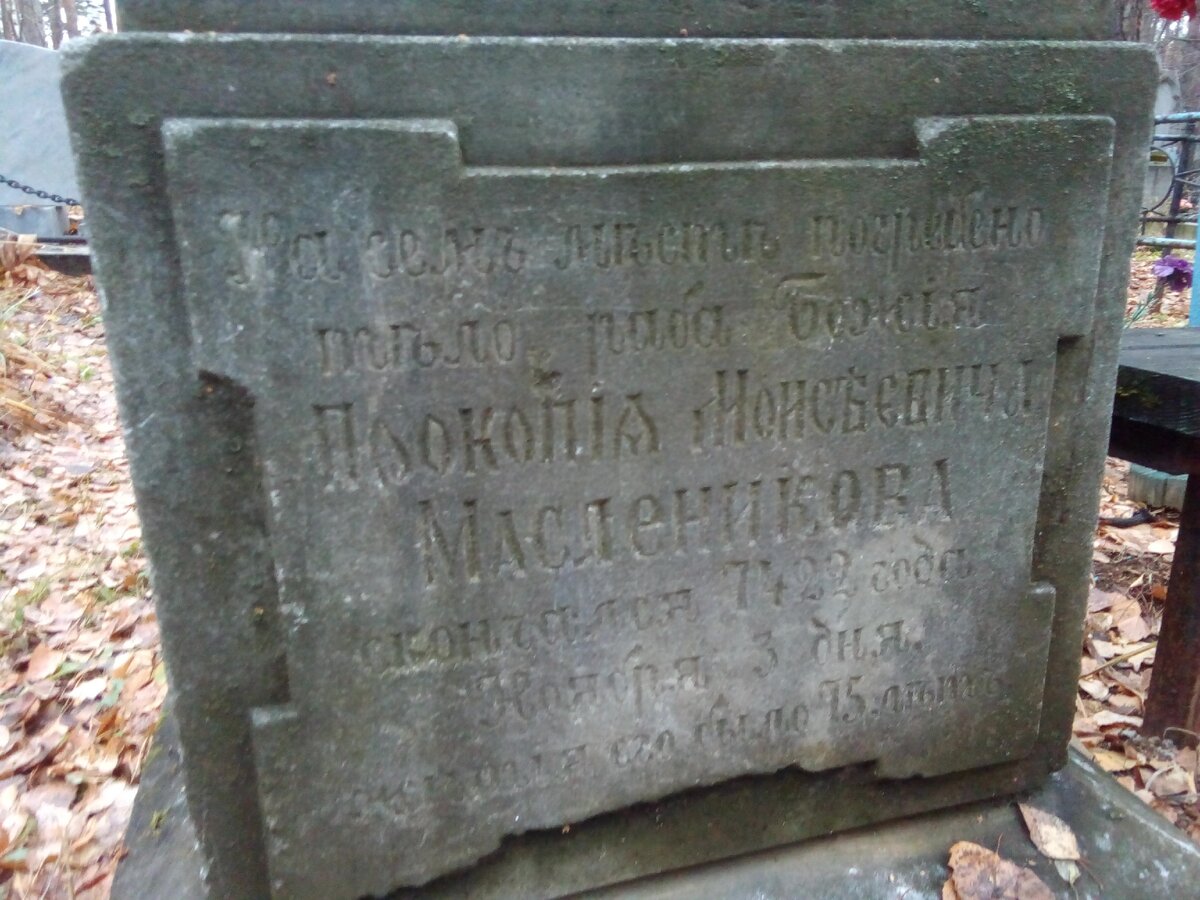 На семъ мѣстѣ погребено
тѣло раба Божія
Прокопія Моисѣевича
Масленикова
скончался 7422 года
Ноября 3 дня.
его было 75 лѣтъ